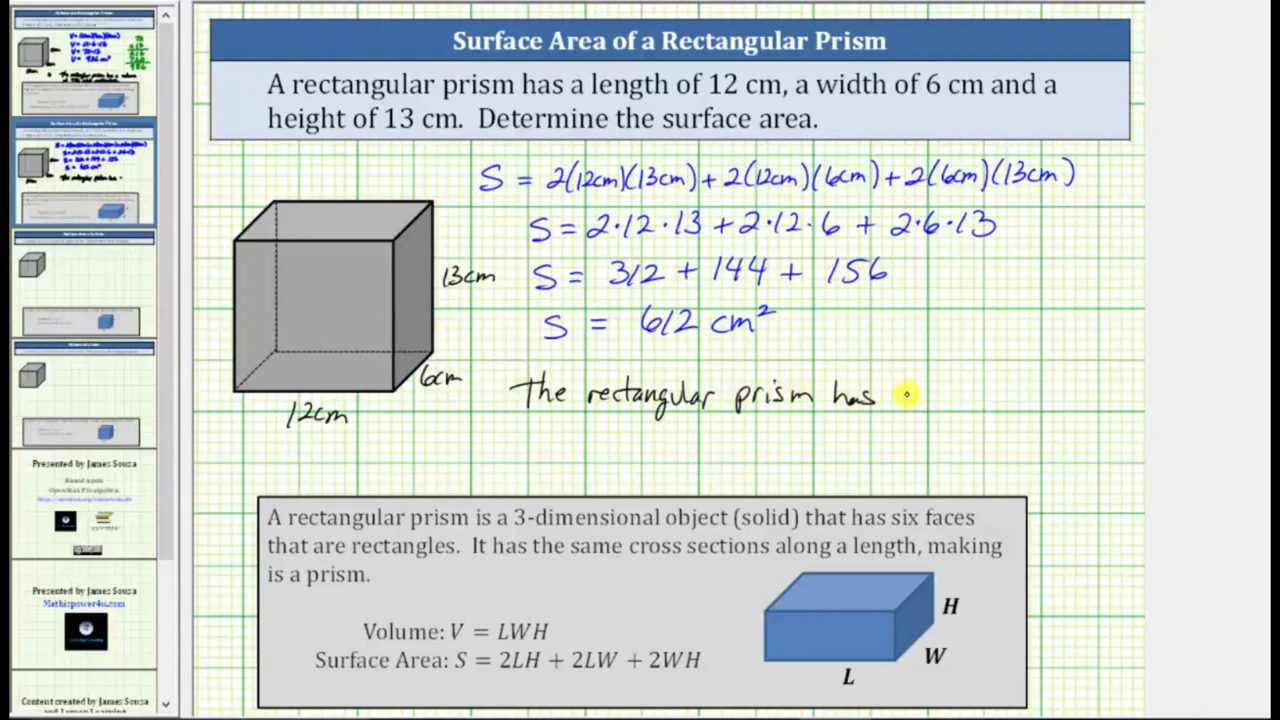 Surface Area of a Rectangular Prism
A rectangular prism has a length of 12 cm, a width of 6 cm and a
height of 13 cm. Determine the surface area.
S = 2(12cm)(13cm) + 2(12cm)(6cm) + 2(6cm)(13cm)
S = 2·12·13 + 2·12·6 + 2·6·13
S = 312 + 144 + 156
S = 612 cm²
13cm
6cm
12cm
The rectangular prism has
A rectangular prism is a 3-dimensional object (solid) that has six faces
that are rectangles. It has the same cross sections along a length, making
is a prism.
Volume: V = LWH
Surface Area: S = 2LH + 2LW + 2WH
H
W
L
Presented by James Sousa
Presented by James Sousa
Mathispower4u.com
Content created by James Sousa